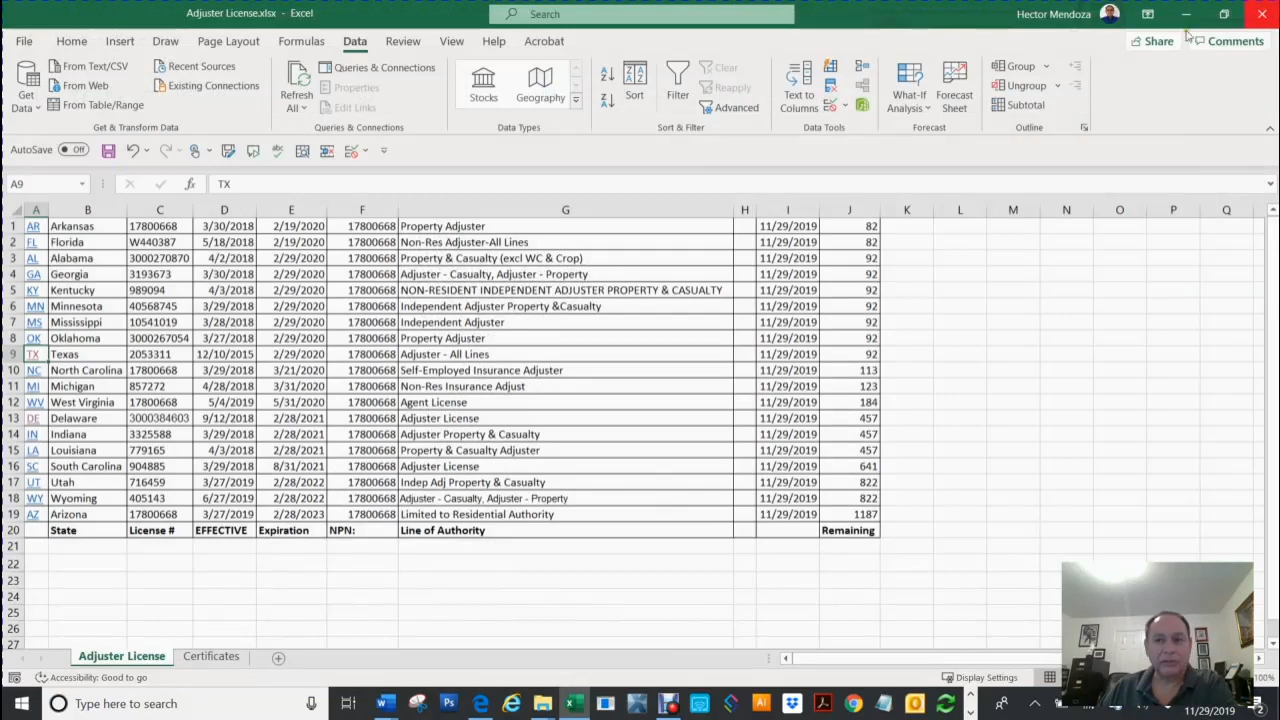 Adjuster License.xlsx - Excel
Search
Hector Mendoza
File Home Insert Draw Page Layout Formulas Data Review View Help Acrobat
Share Comments
Get Data
From Text/CSV
From Web
From Table/Range
Recent Sources
Existing Connections
Get & Transform Data
Refresh All
Queries & Connections
Properties
Edit Links
Queries & Connections
Stocks
Geography
Data Types
Sort
Filter
Clear
Reapply
Advanced
Sort & Filter
Text to Columns
Data Tools
What-If Analysis
Forecast Sheet
Forecast
Group
Ungroup
Subtotal
Outline
AutoSave Off
A9 fx TX
A B C D E F G H I J K L M N O P Q
1 AR Arkansas 17800668 3/30/2018 2/19/2020 17800668 Property Adjuster 11/29/2019 82
2 FL Florida W440387 5/18/2018 2/19/2020 17800668 Non-Res Adjuster-All Lines 11/29/2019 82
3 AL Alabama 3000270870 4/2/2018 2/29/2020 17800668 Property & Casualty (excl WC & Crop) 11/29/2019 92
4 GA Georgia 3193673 3/30/2018 2/29/2020 17800668 Adjuster - Casualty, Adjuster - Property 11/29/2019 92
5 KY Kentucky 989094 4/3/2018 2/29/2020 17800668 NON-RESIDENT INDEPENDENT ADJUSTER PROPERTY & CASUALTY 11/29/2019 92
6 MN Minnesota 40568745 3/29/2018 2/29/2020 17800668 Independent Adjuster Property &Casualty 11/29/2019 92
7 MS Mississippi 10541019 3/28/2018 2/29/2020 17800668 Independent Adjuster 11/29/2019 92
8 OK Oklahoma 3000267054 3/27/2018 2/29/2020 17800668 Property Adjuster 11/29/2019 92
9 TX Texas 2053311 12/10/2015 2/29/2020 17800668 Adjuster - All Lines 11/29/2019 92
10 NC North Carolina 17800668 3/29/2018 3/21/2020 17800668 Self-Employed Insurance Adjuster 11/29/2019 113
11 MI Michigan 857272 4/28/2018 3/31/2020 17800668 Non-Res Insurance Adjust 11/29/2019 123
12 WV West Virginia 17800668 5/4/2019 5/31/2020 17800668 Agent License 11/29/2019 184
13 DE Delaware 3000384603 9/12/2018 2/28/2021 17800668 Adjuster License 11/29/2019 457
14 IN Indiana 3325588 3/29/2018 2/28/2021 17800668 Adjuster Property & Casualty 11/29/2019 457
15 LA Louisiana 779165 4/3/2018 2/28/2021 17800668 Property & Casualty Adjuster 11/29/2019 457
16 SC South Carolina 904885 3/29/2018 8/31/2021 17800668 Adjuster License 11/29/2019 641
17 UT Utah 716459 3/27/2019 2/28/2022 17800668 Indep Adj Property & Casualty 11/29/2019 822
18 WY Wyoming 405143 6/27/2019 2/28/2022 17800668 Adjuster - Casualty, Adjuster - Property 11/29/2019 822
19 AZ Arizona 17800668 3/27/2019 2/28/2023 17800668 Limited to Residential Authority 11/29/2019 1187
20 State License # EFFECTIVE Expiration NPN: Line of Authority Remaining
21
22
23
24
25
26
27
Adjuster License Certificates
Accessibility: Good to go
Display Settings
100%
Type here to search
11/29/2019
2